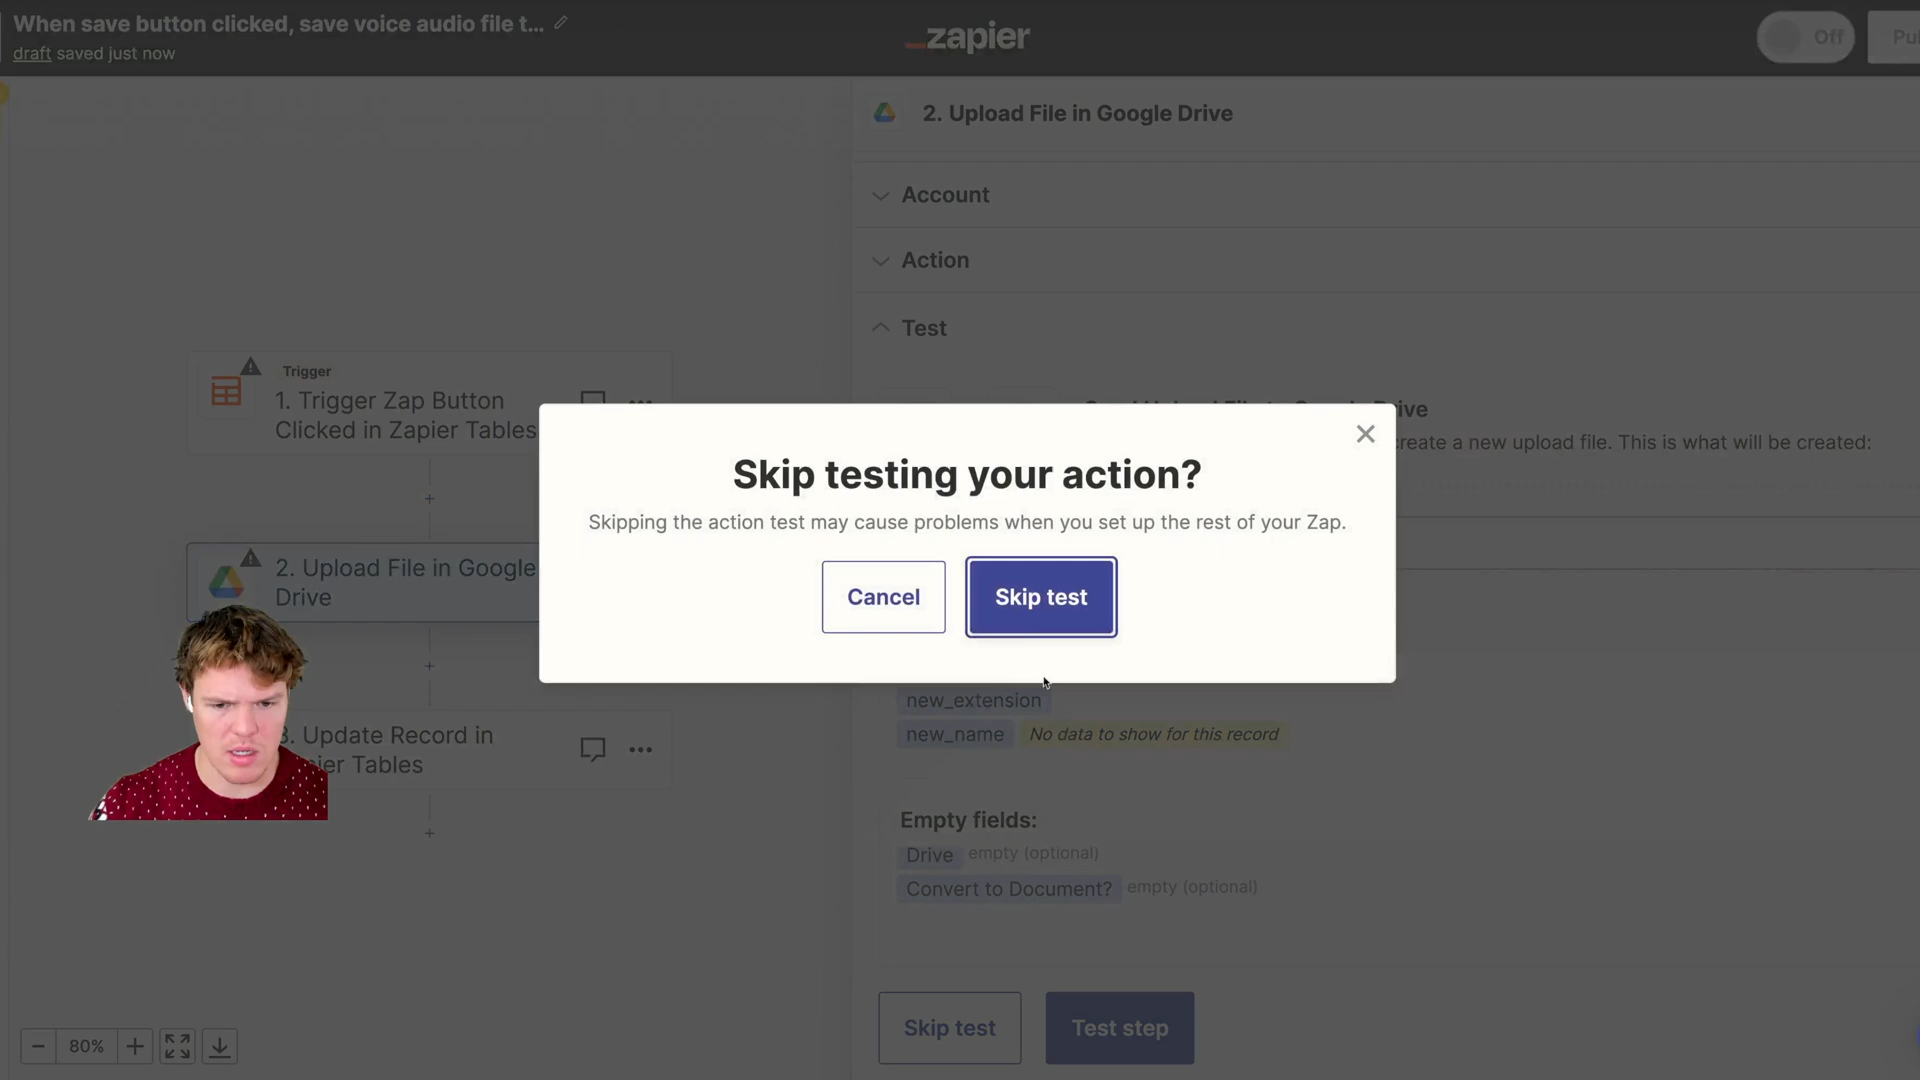 When save button clicked, save voice audio file t...
draft saved just now
zapier
Off
2. Upload File in Google Drive
Account
Action
Test
Trigger
1. Trigger Zap Button
Clicked in Zapier Tables
create a new upload file. This is what will be created:
Skip testing your action?
Skipping the action test may cause problems when you set up the rest of your Zap.
Cancel
Skip test
2. Upload File in Google
Drive
3. Update Record in
Tables
new_extension
new_name No data to show for this record
Empty fields:
Drive empty (optional)
Convert to Document? empty (optional)
Skip test
Test step
80%